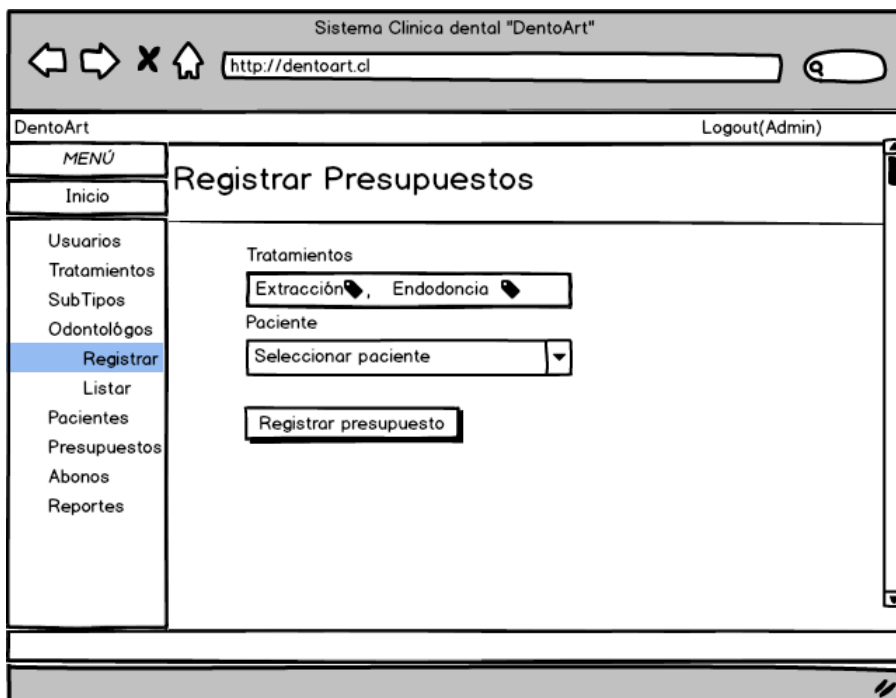 Sistema Clinica dental "DentoArt"
http://dentoart.cl
DentoArt
Logout(Admin)
MENÚ
Inicio
Registrar Presupuestos
Usuarios
Tratamientos
SubTipos
Odontológos
Registrar
Listar
Pacientes
Presupuestos
Abonos
Reportes
Tratamientos
Extracción, Endodoncia
Paciente
Seleccionar paciente
Registrar presupuesto